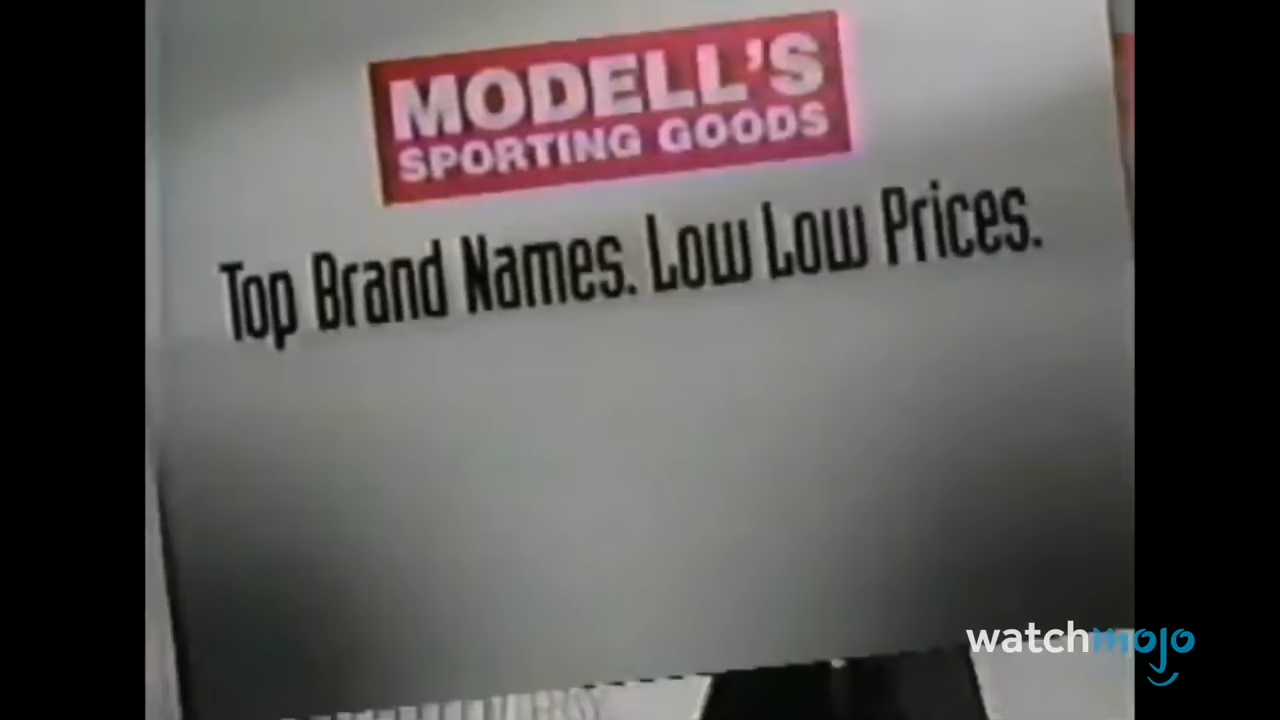 MODELL'S
SPORTING GOODS
Top Brand Names. Low Low Prices.
watchmojo